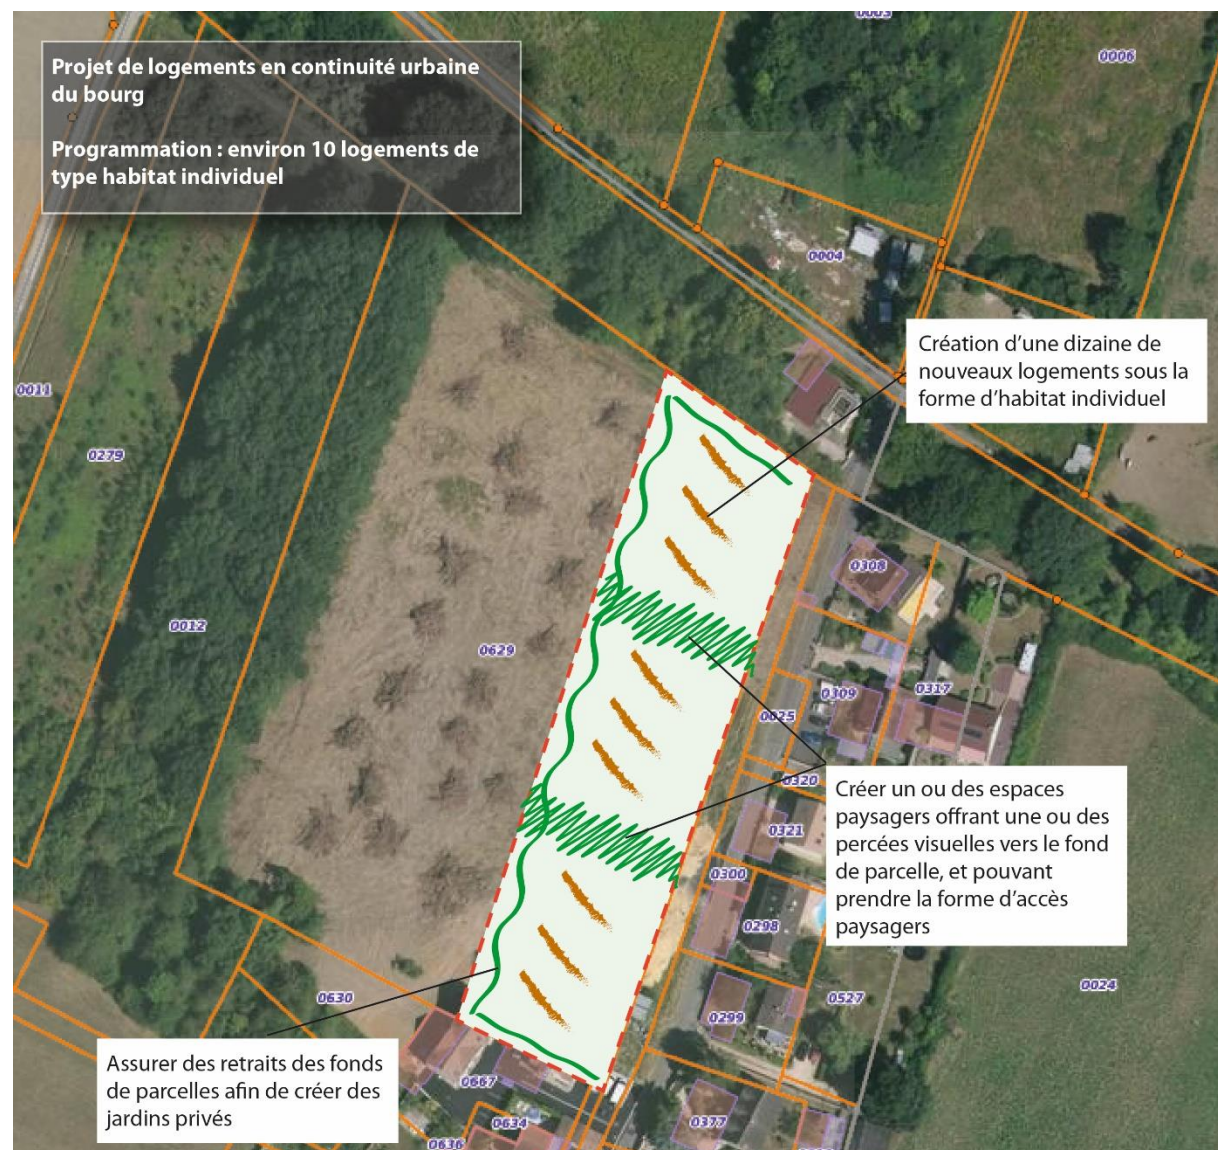 Projet de logements en continuité urbaine
du bourg
Programmation : environ 10 logements de
type habitat individuel
0003
0006
0004
Création d’une dizaine de
nouveaux logements sous la
forme d’habitat individuel
0011
0279
0012
0629
0308
0309
0317
0025
0320
0321
0300
0298
0299
0527
0024
Créer un ou des espaces
paysagers offrant une ou des
percées visuelles vers le fond
de parcelle, et pouvant
prendre la forme d’accès
paysagers
0630
Assurer des retraits des fonds
de parcelles afin de créer des
jardins privés
0667
0634
0636
0377